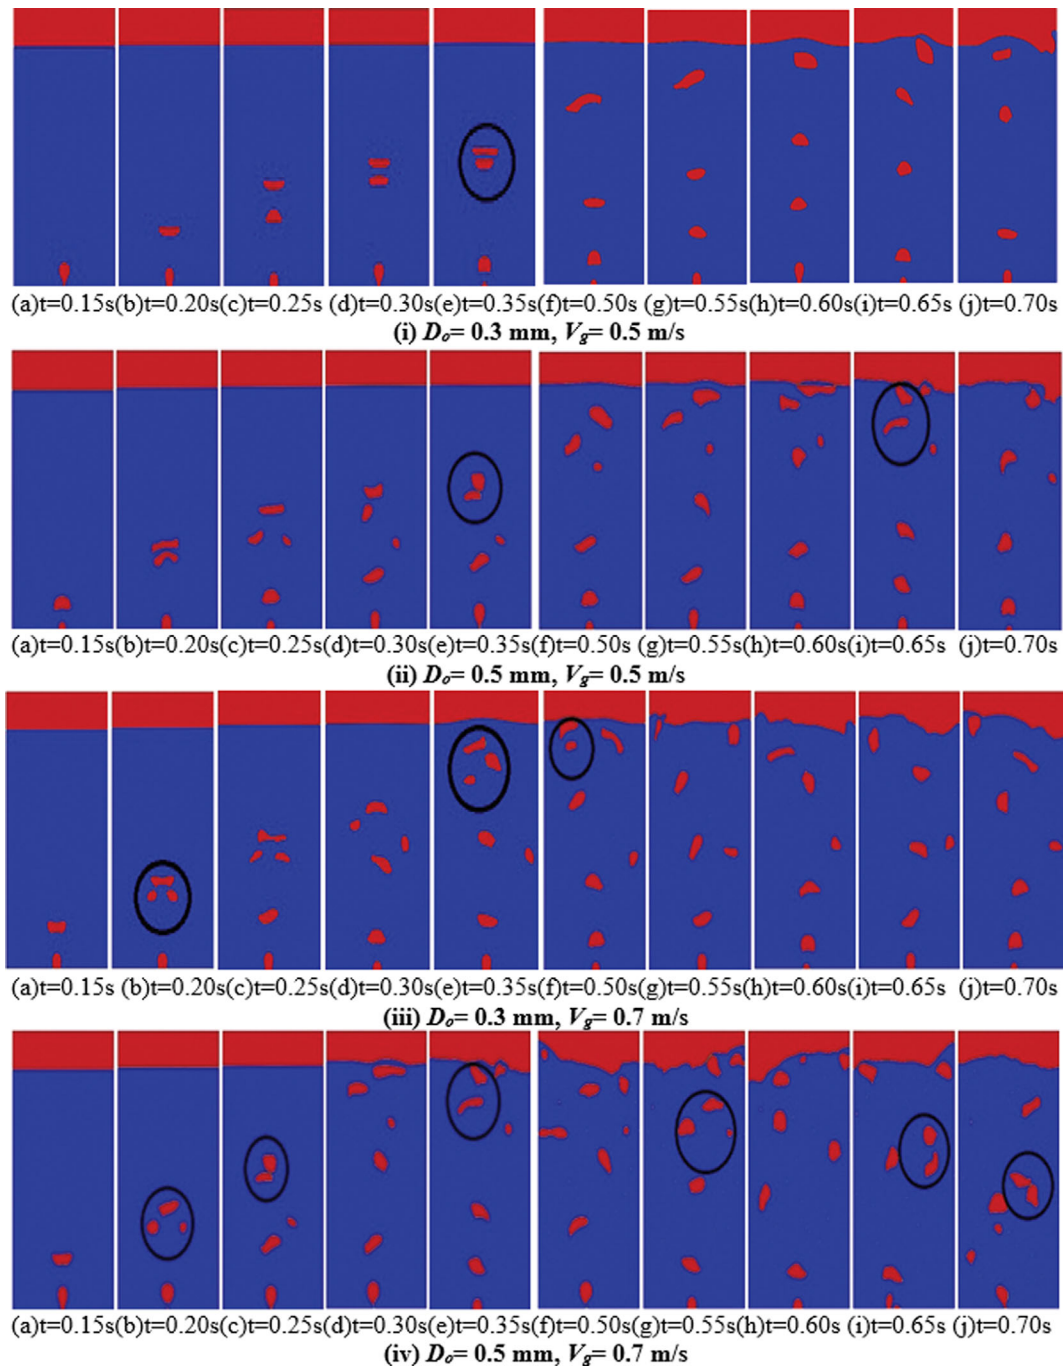 (a)t=0.15s(b)t=0.20s(c)t=0.25s (d)t=0.30s(e)t=0.35s(f)t=0.50s (g)t=0.55s(h)t=0.60s(i)t=0.65s (j)t=0.70s
(i) Do= 0.3 mm, Vg= 0.5 m/s
(a)t=0.15s(b)t=0.20s(c)t=0.25s (d)t=0.30s(e)t=0.35s(f)t=0.50s (g)t=0.55s(h)t=0.60s(i)t=0.65s (j)t=0.70s
(ii) Do= 0.5 mm, Vg= 0.5 m/s
(a)t=0.15s (b)t=0.20s(c)t=0.25s (d)t=0.30s(e)t=0.35s(f)t=0.50s(g)t=0.55s(h)t=0.60s(i)t=0.65s (j)t=0.70s
(iii) Do= 0.3 mm, Vg= 0.7 m/s
(a)t=0.15s(b)t=0.20s(c)t=0.25s(d)t=0.30s(e)t=0.35s(f)t=0.50s(g)t=0.55s(h)t=0.60s(i)t=0.65s(j)t=0.70s
(iv) Do= 0.5 mm, Vg= 0.7 m/s